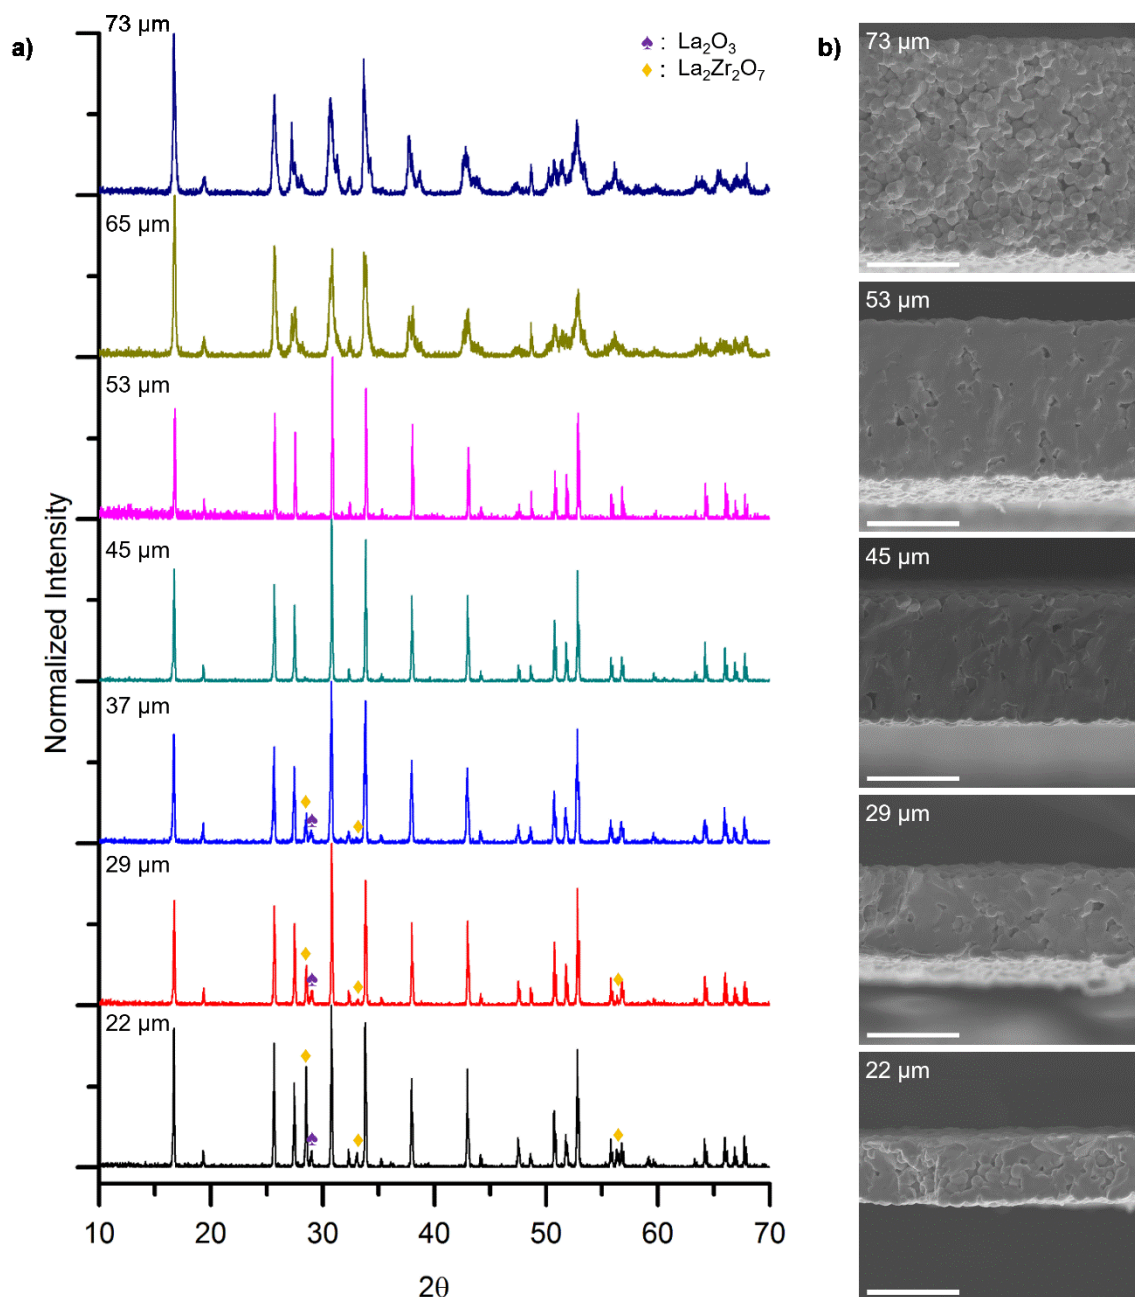 a)
73 µm
♠ : La₂O₃
♦ : La₂Zr₂O₇
65 µm
53 µm
45 µm
37 µm
29 µm
22 µm
Normalized Intensity
10 20 30 40 50 60 70
2θ
b)
73 µm
53 µm
45 µm
29 µm
22 µm